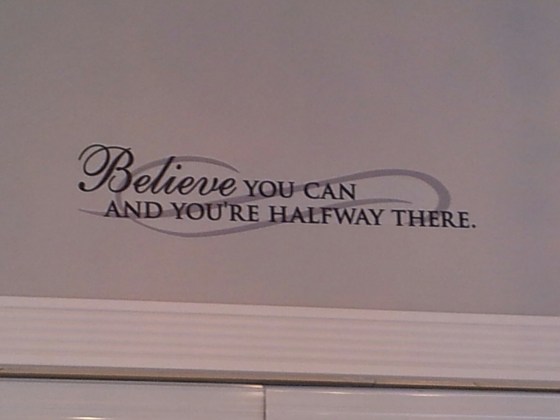 Believe YOU CAN
AND YOU'RE HALFWAY THERE.